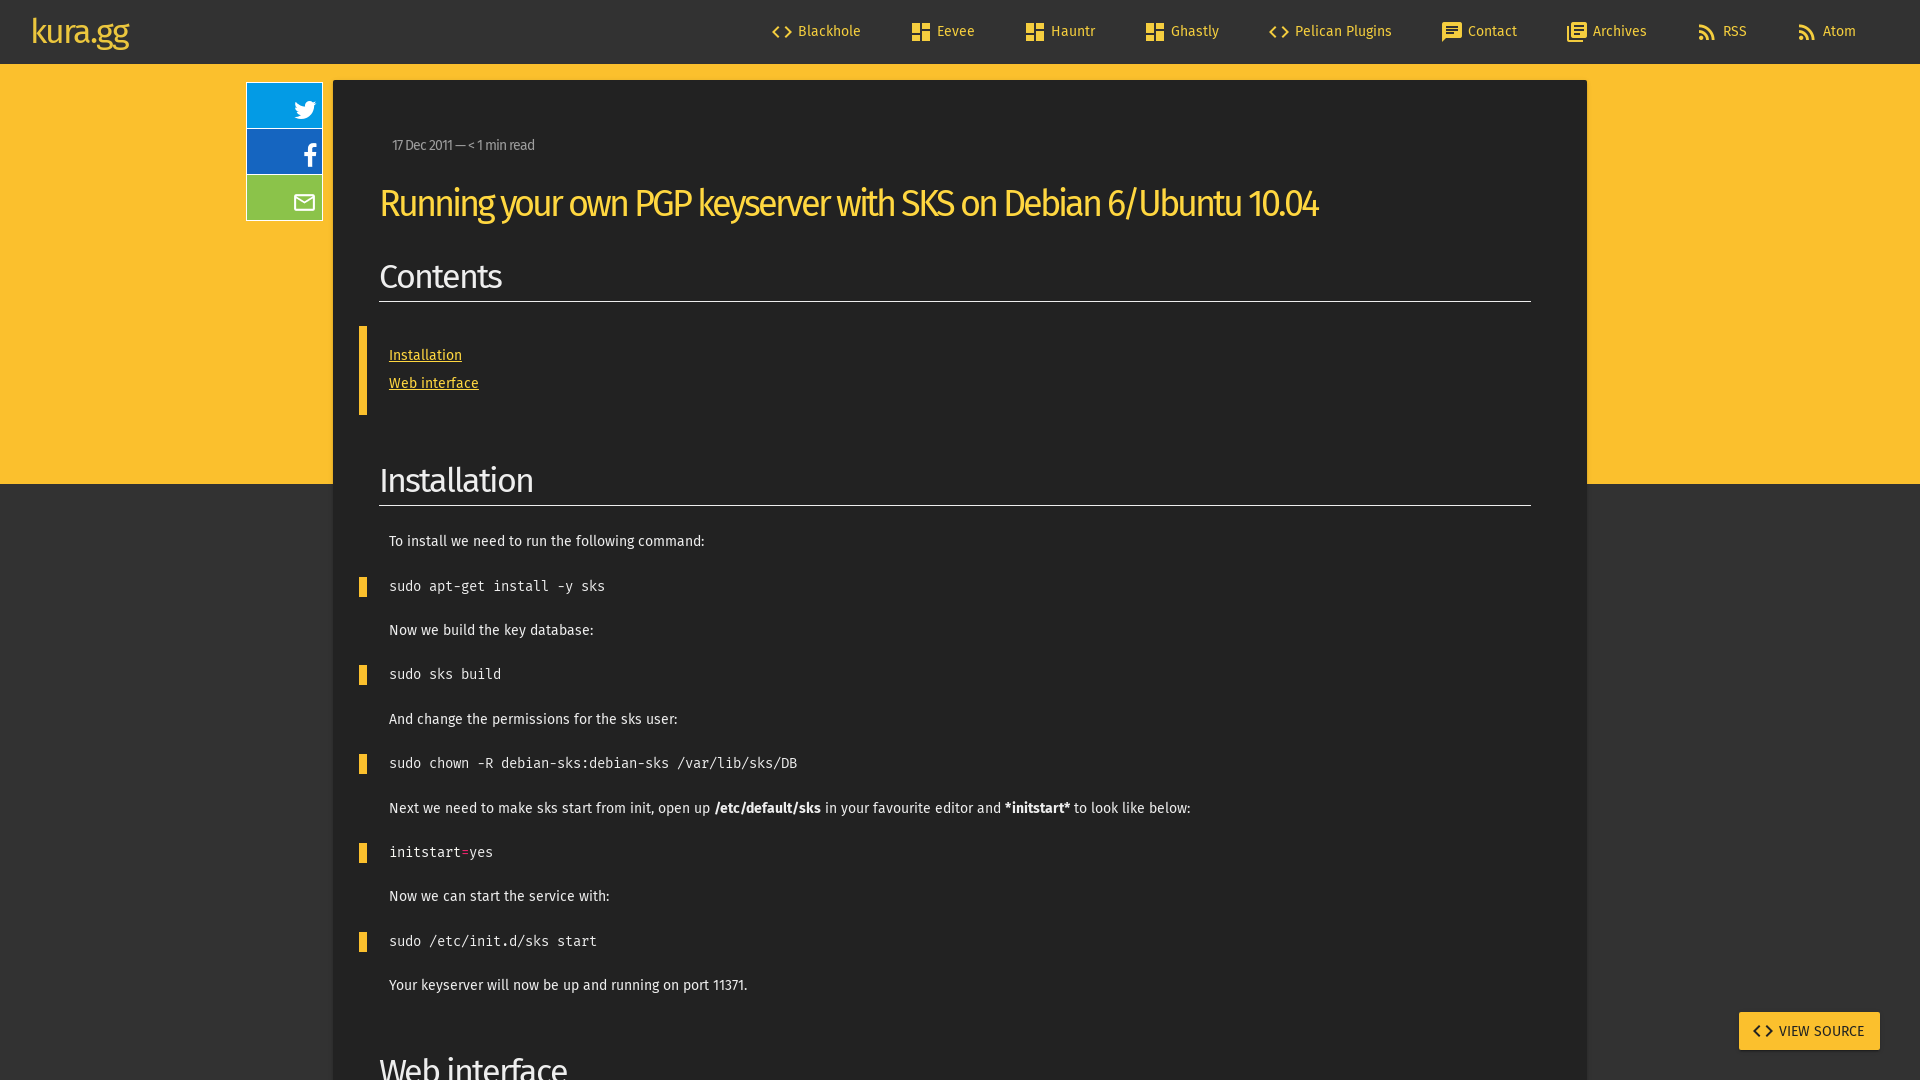 kura.gg
Blackhole
Eevee
Hauntr
Ghastly
Pelican Plugins
Contact
Archives
RSS
Atom
17 Dec 2011 — < 1 min read
Running your own PGP keyserver with SKS on Debian 6/Ubuntu 10.04
Contents
Installation
Web interface
Installation
To install we need to run the following command:
sudo apt-get install -y sks
Now we build the key database:
sudo sks build
And change the permissions for the sks user:
sudo chown -R debian-sks:debian-sks /var/lib/sks/DB
Next we need to make sks start from init, open up /etc/default/sks in your favourite editor and *initstart* to look like below:
initstart=yes
Now we can start the service with:
sudo /etc/init.d/sks start
Your keyserver will now be up and running on port 11371.
VIEW SOURCE
Web interface